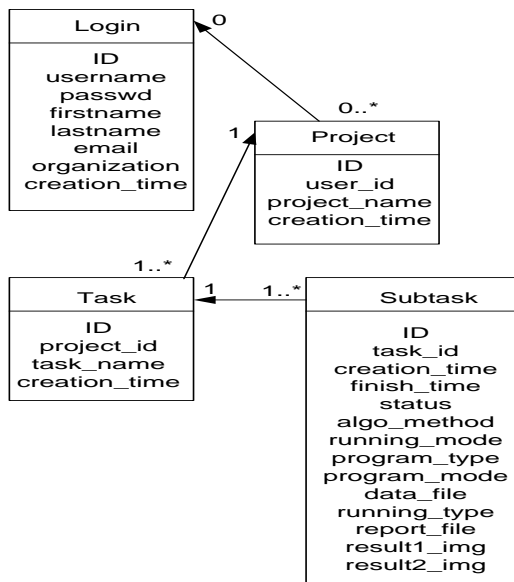 Login
ID
username
passwd
firstname
lastname
email
organization
creation_time
0
0..*
1
Project
ID
user_id
project_name
creation_time
1..*
1
1..*
Task
ID
project_id
task_name
creation_time
Subtask
ID
task_id
creation_time
finish_time
status
algo_method
running_mode
program_type
program_mode
data_file
running_type
report_file
result1_img
result2_img